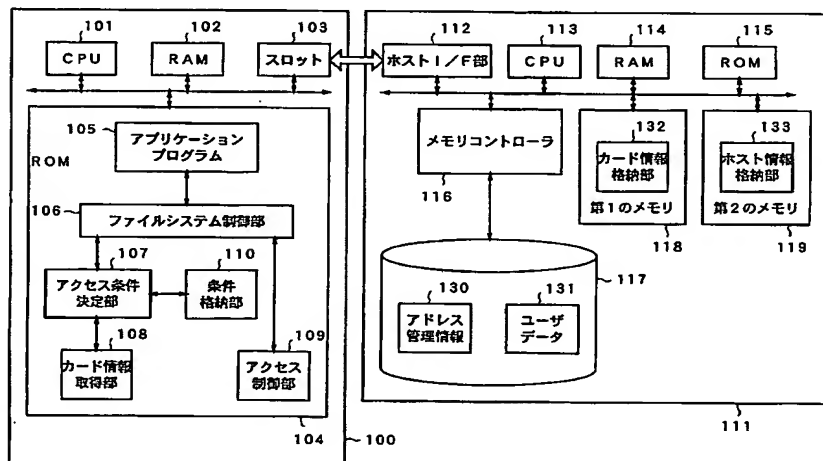 101
CPU
102
RAM
103
スロット
112
ホストI/F部
113
CPU
114
RAM
115
ROM
105
アプリケーション
プログラム
ROM
106
ファイルシステム制御部
107
アクセス条件
決定部
110
条件
格納部
108
カード情報
取得部
109
アクセス
制御部
104
100
メモリコントローラ
116
132
カード情報
格納部
第1のメモリ
118
133
ホスト情報
格納部
第2のメモリ
119
117
130
アドレス
管理情報
131
ユーザ
データ
111